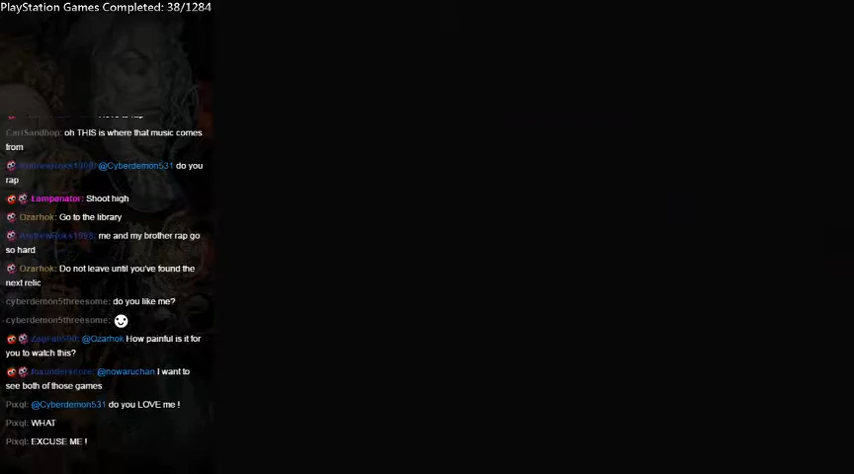 PlayStation Games Completed: 38/1284
CarlSandhop: oh THIS is where that music comes
from
@Cyberdemon531 do you
rap
Lampanator: Shoot high
Ozarhok: Go to the library
me and my brother rap go
so hard
Ozarhok: Do not leave until you've found the
next relic
cyberdemon5threesome: do you like me?
cyberdemon5threesome:
@Ozarhok How painful is it for
you to watch this?
@nowaruchan I want to
see both of those games
Pixql: @Cyberdemon531 do you LOVE me !
Pixql: WHAT
Pixql: EXCUSE ME !